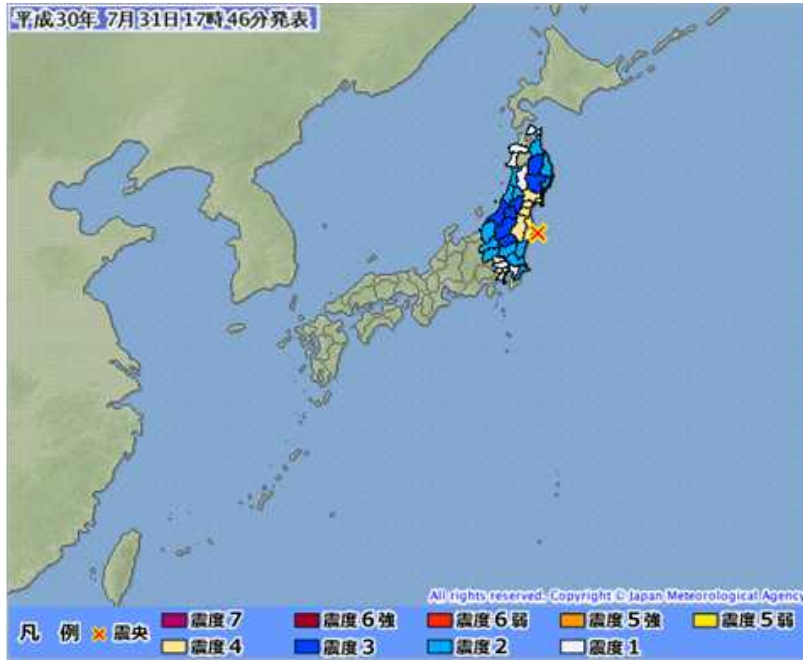 平成30年 7月31日17時46分発表
All rights reserved. Copyright © Japan Meteorological Agency
凡 例 震央 震度7 震度6強 震度6弱 震度5強 震度5弱
震度4 震度3 震度2 震度1